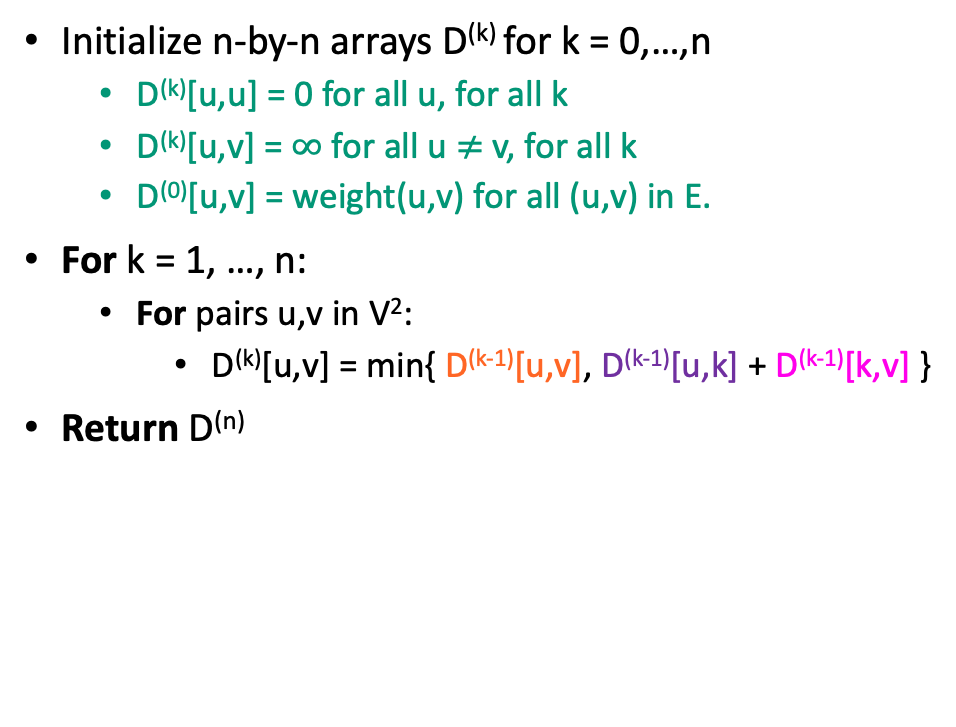 • Initialize n-by-n arrays D⁽ᵏ⁾ for k = 0,…,n
• D⁽ᵏ⁾[u,u] = 0 for all u, for all k
• D⁽ᵏ⁾[u,v] = ∞ for all u ≠ v, for all k
• D⁽⁰⁾[u,v] = weight(u,v) for all (u,v) in E.
• For k = 1, …, n:
• For pairs u,v in V²:
• D⁽ᵏ⁾[u,v] = min{ D⁽ᵏ⁻¹⁾[u,v], D⁽ᵏ⁻¹⁾[u,k] + D⁽ᵏ⁻¹⁾[k,v] }
• Return D⁽ⁿ⁾